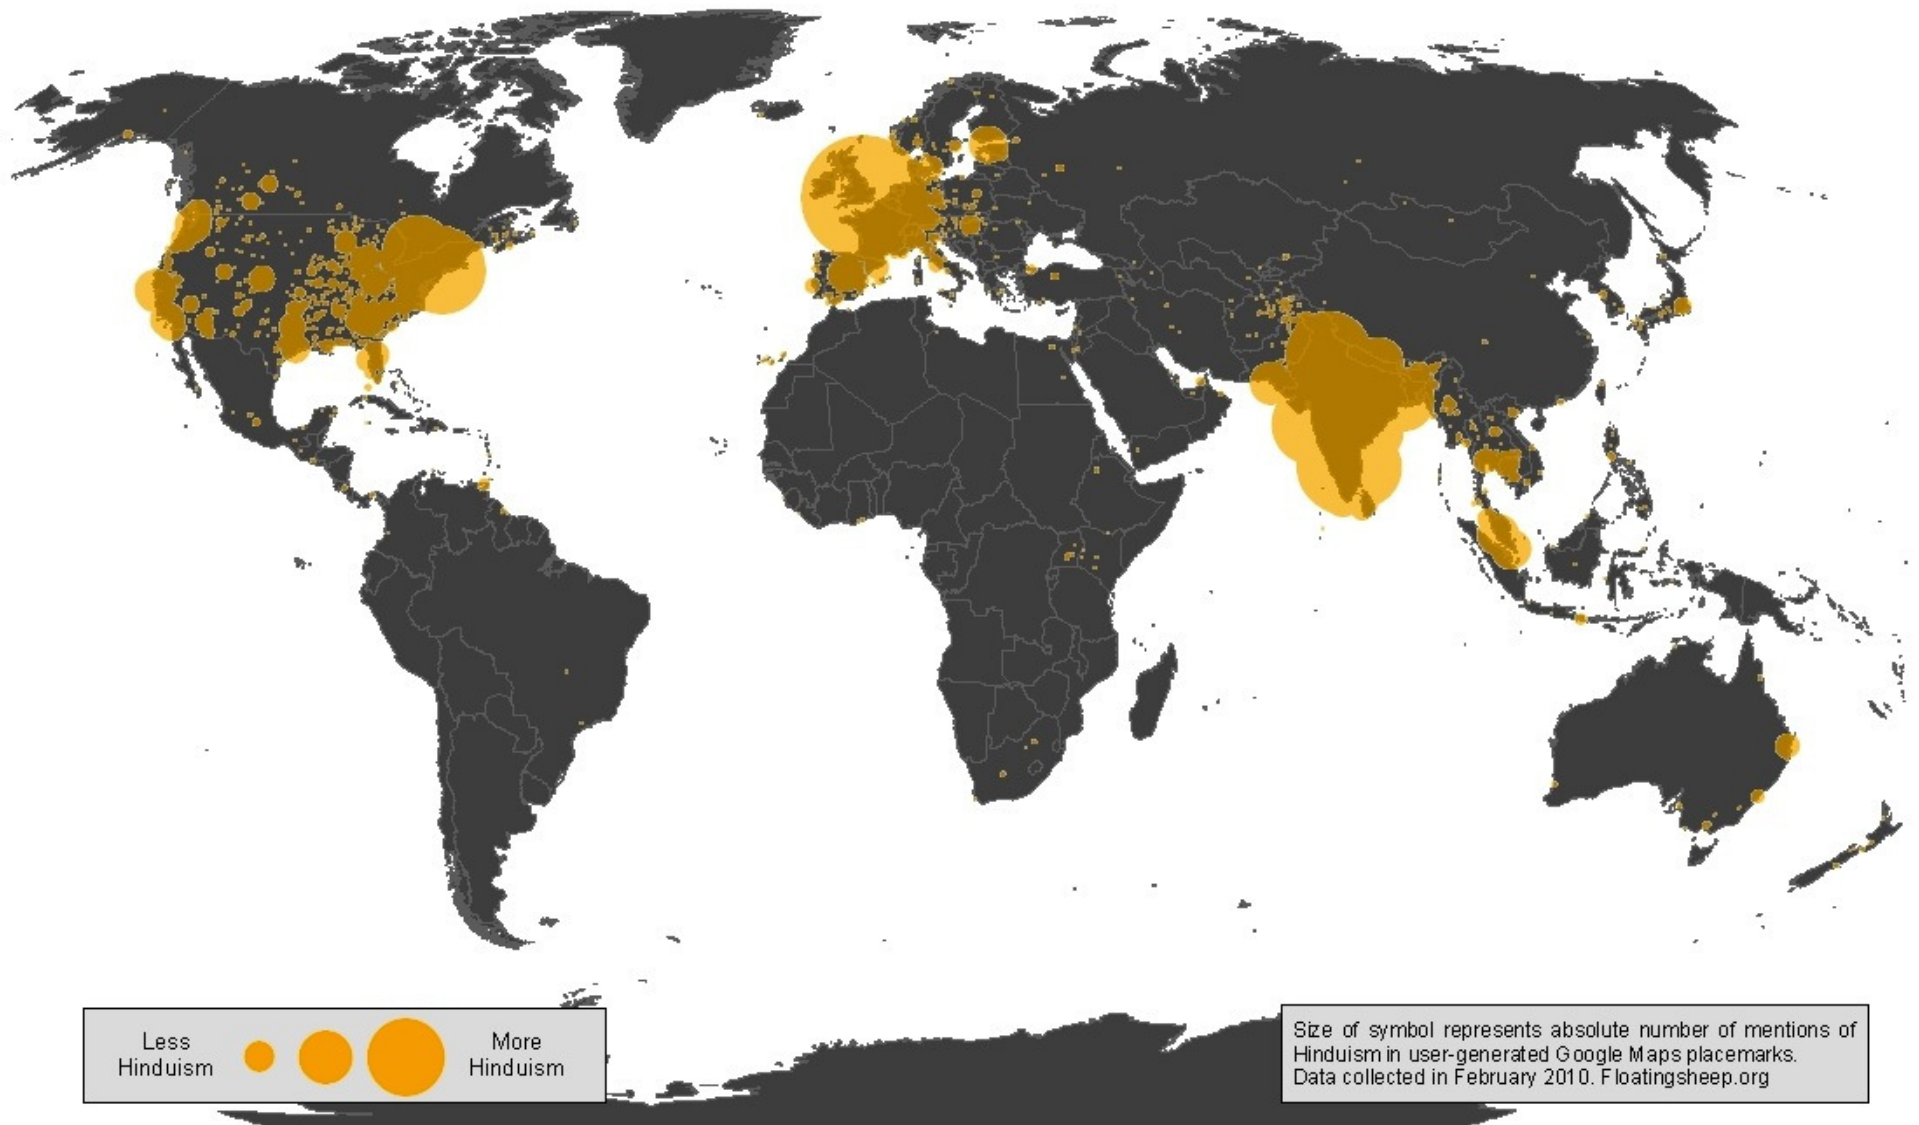 Less
Hinduism
More
Hinduism
Size of symbol represents absolute number of mentions of
Hinduism in user-generated Google Maps placemarks.
Data collected in February 2010. Floatingsheep.org